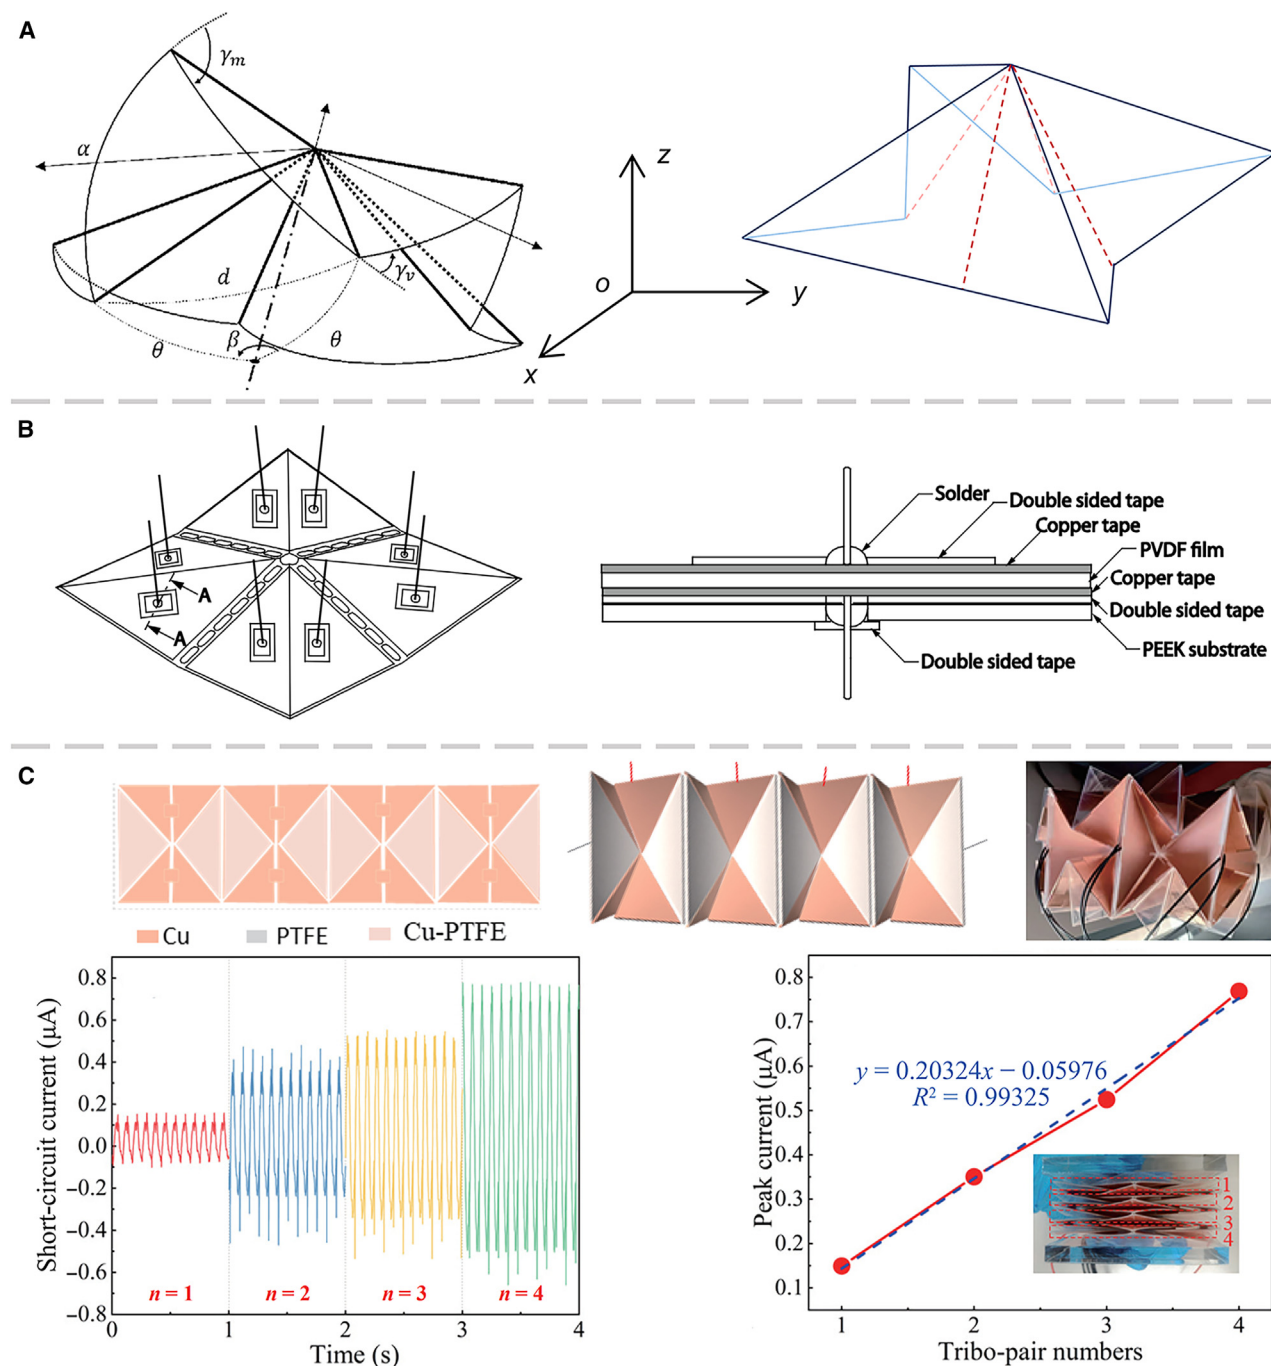 A
γm
α
d
γv
θ
β
θ
z
o
y
x
B
A
A
Solder
Double sided tape
Copper tape
PVDF film
Copper tape
Double sided tape
PEEK substrate
Double sided tape
C
Cu
PTFE
Cu-PTFE
Short-circuit current (μA)
0.8
0.6
0.4
0.2
0.0
−0.2
−0.4
−0.6
−0.8
n = 1
n = 2
n = 3
n = 4
0
1
2
3
4
Time (s)
Peak current (μA)
0.8
0.7
0.6
0.5
0.4
0.3
0.2
0.1
y = 0.20324x − 0.05976
R² = 0.99325
1
2
3
4
1
2
3
4
Tribo-pair numbers